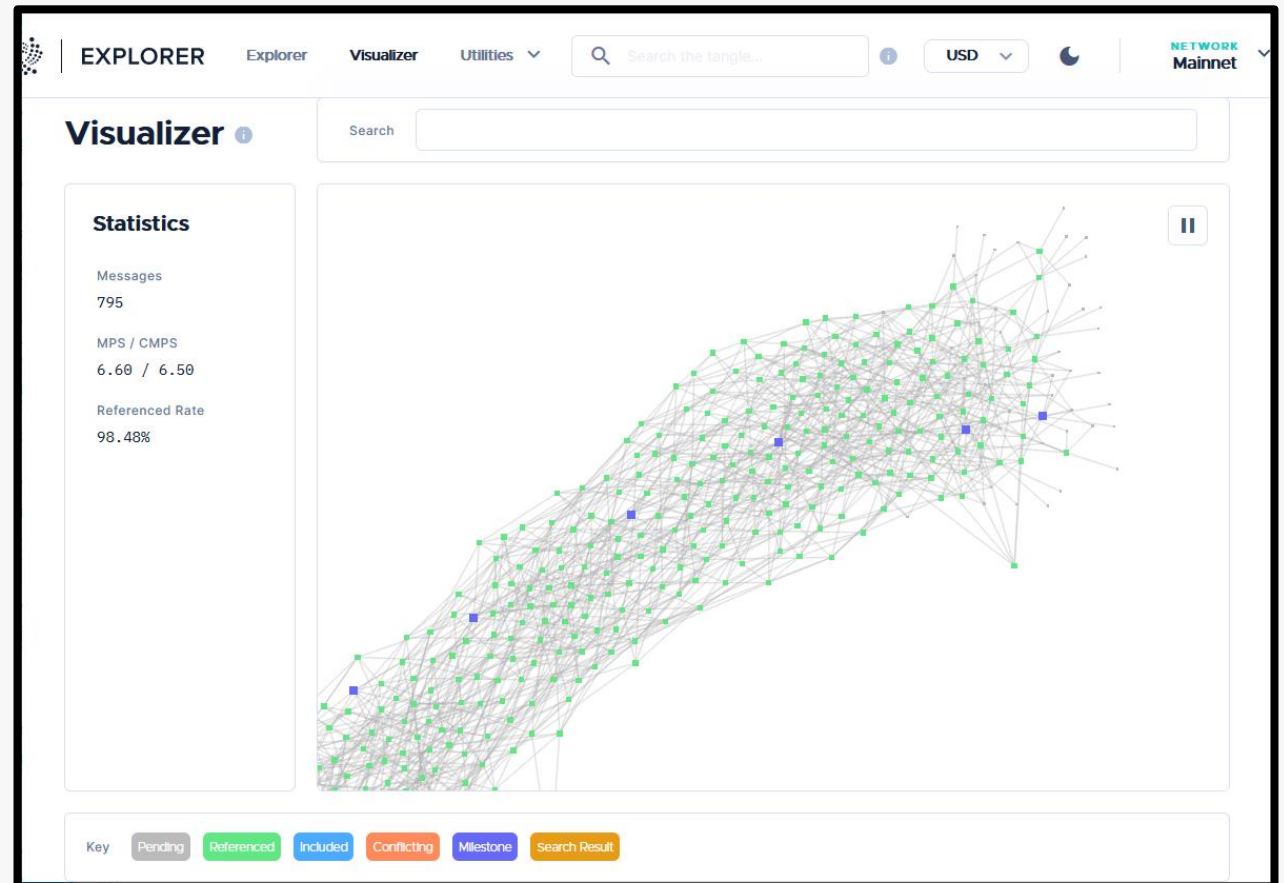 EXPLORER Explorer Visualizer Utilities Search the tangle... USD NETWORK
Mainnet
Visualizer
Search
Statistics
Messages
795
MPS / CMPS
6.60 / 6.50
Referenced Rate
98.48%
Key Pending Referenced Included Conflicting Milestone Search Result